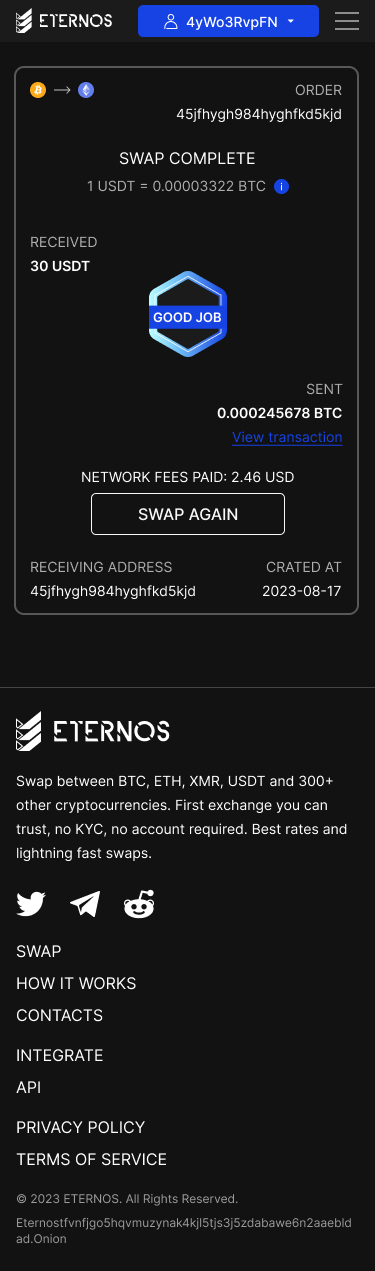 ETERNOS
4yWo3RvpFN
ORDER
45jfhygh984hyghfkd5kjd
SWAP COMPLETE
1 USDT = 0.00003322 BTC
i
RECEIVED
30 USDT
GOOD JOB
SENT
0.000245678 BTC
View transaction
NETWORK FEES PAID: 2.46 USD
SWAP AGAIN
RECEIVING ADDRESS
CRATED AT
45jfhygh984hyghfkd5kjd
2023-08-17
ETERNOS
Swap between BTC, ETH, XMR, USDT and 300+
other cryptocurrencies. First exchange you can
trust, no KYC, no account required. Best rates and
lightning fast swaps.
SWAP
HOW IT WORKS
CONTACTS
INTEGRATE
API
PRIVACY POLICY
TERMS OF SERVICE
© 2023 ETERNOS. All Rights Reserved.
Eternostfvnfjgo5hqvmuzynak4kjl5tjs3j5zdabawe6n2aaebld
ad.Onion